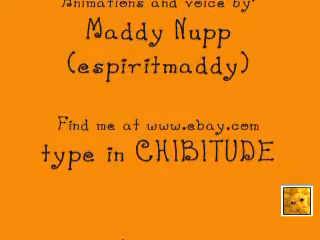 Animations and voice by:
Maddy Nupp
(espiritmaddy)
Find me at www.ebay.com
type in CHIBITUDE